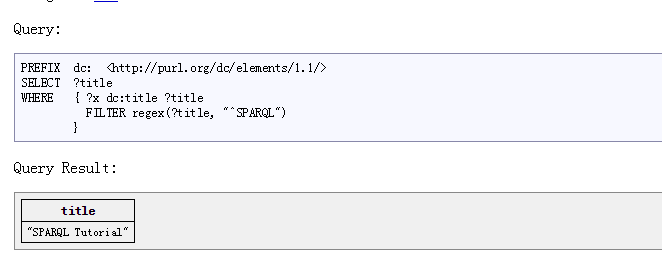 Query:
PREFIX  dc:  <http://purl.org/dc/elements/1.1/>
SELECT  ?title
WHERE   { ?x dc:title ?title
          FILTER regex(?title, "^SPARQL")
        }
Query Result:
title
"SPARQL Tutorial"